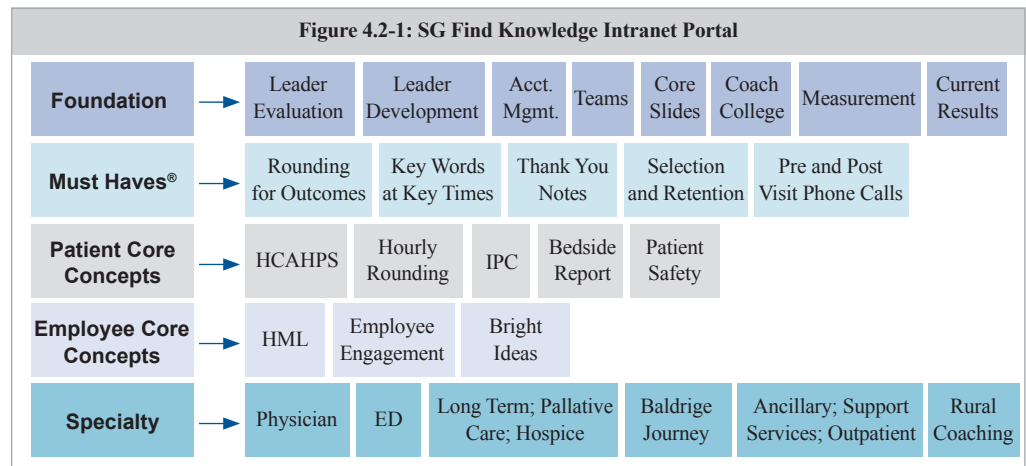 Figure 4.2-1: SG Find Knowledge Intranet Portal
Foundation
Leader
Evaluation
Leader
Development
Acct.
Mgmt.
Teams
Core
Slides
Coach
College
Measurement
Current
Results
Must Haves®
Rounding
for Outcomes
Key Words
at Key Times
Thank You
Notes
Selection
and Retention
Pre and Post
Visit Phone Calls
Patient Core
Concepts
HCAHPS
Hourly
Rounding
IPC
Bedside
Report
Patient
Safety
Employee Core
Concepts
HML
Employee
Engagement
Bright
Ideas
Specialty
Physician
ED
Long Term; Pallative
Care; Hospice
Baldrige
Journey
Ancillary; Support
Services; Outpatient
Rural
Coaching